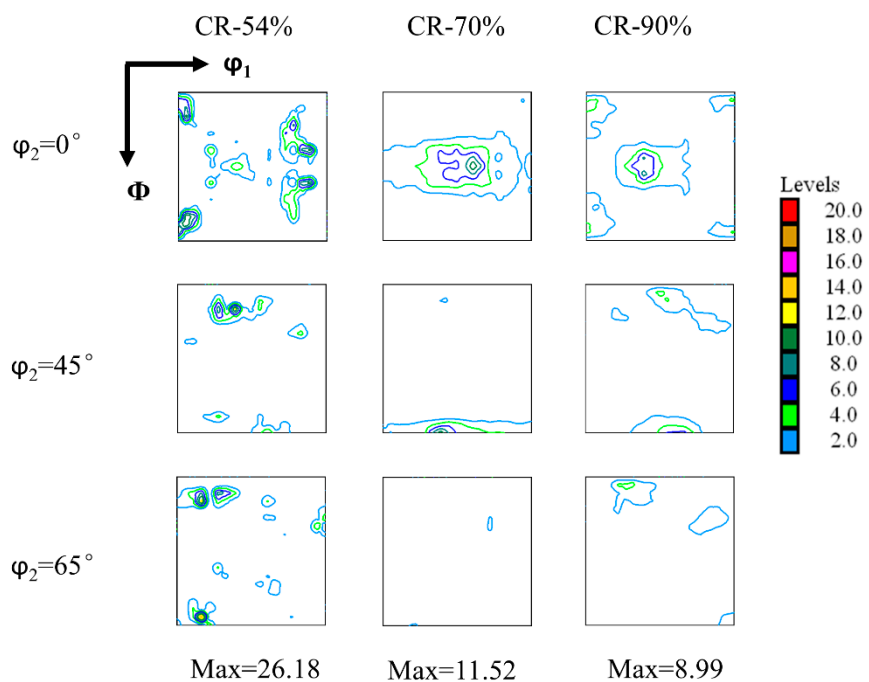 CR-54% CR-70% CR-90%
φ1
φ2=0°
Φ
Levels
20.0
18.0
16.0
14.0
12.0
10.0
8.0
6.0
4.0
2.0
φ2=45°
φ2=65°
Max=26.18 Max=11.52 Max=8.99